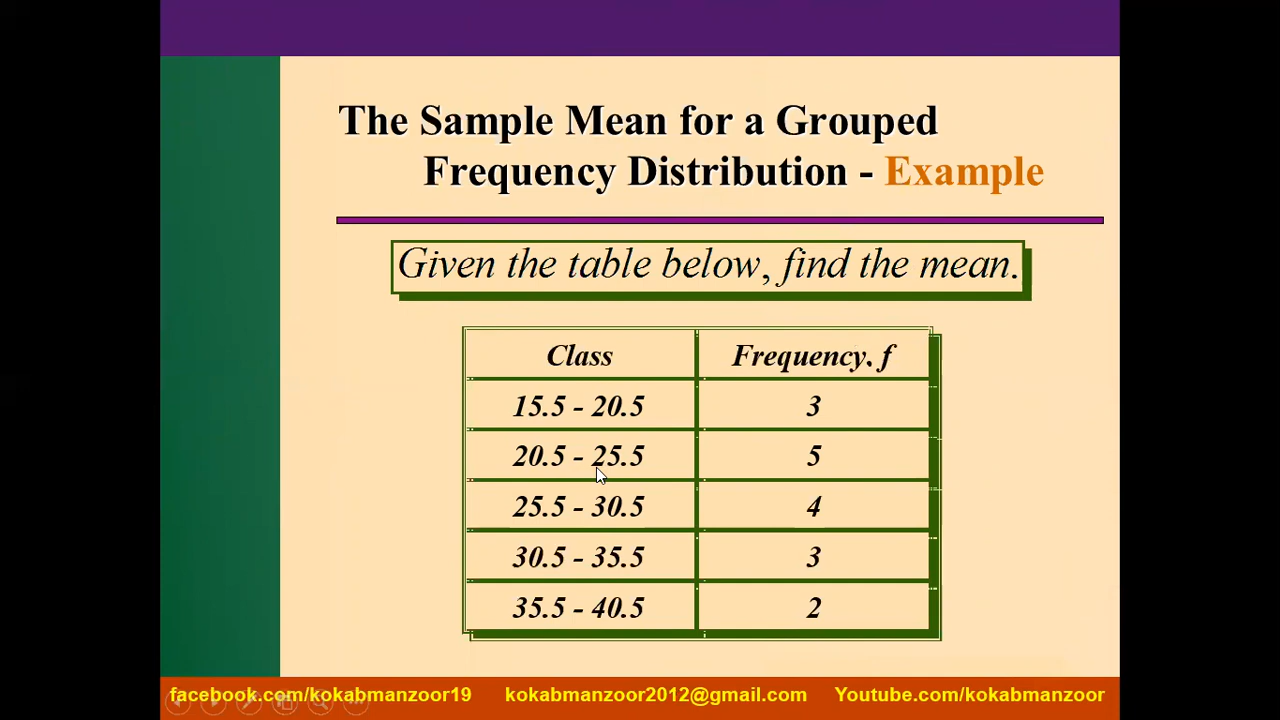 The Sample Mean for a Grouped
Frequency Distribution - Example
Given the table below, find the mean.
Class Frequency, f
15.5 - 20.5 3
20.5 - 25.5 5
25.5 - 30.5 4
30.5 - 35.5 3
35.5 - 40.5 2
facebook.com/kokabmanzoor19 kokabmanzoor2012@gmail.com Youtube.com/kokabmanzoor